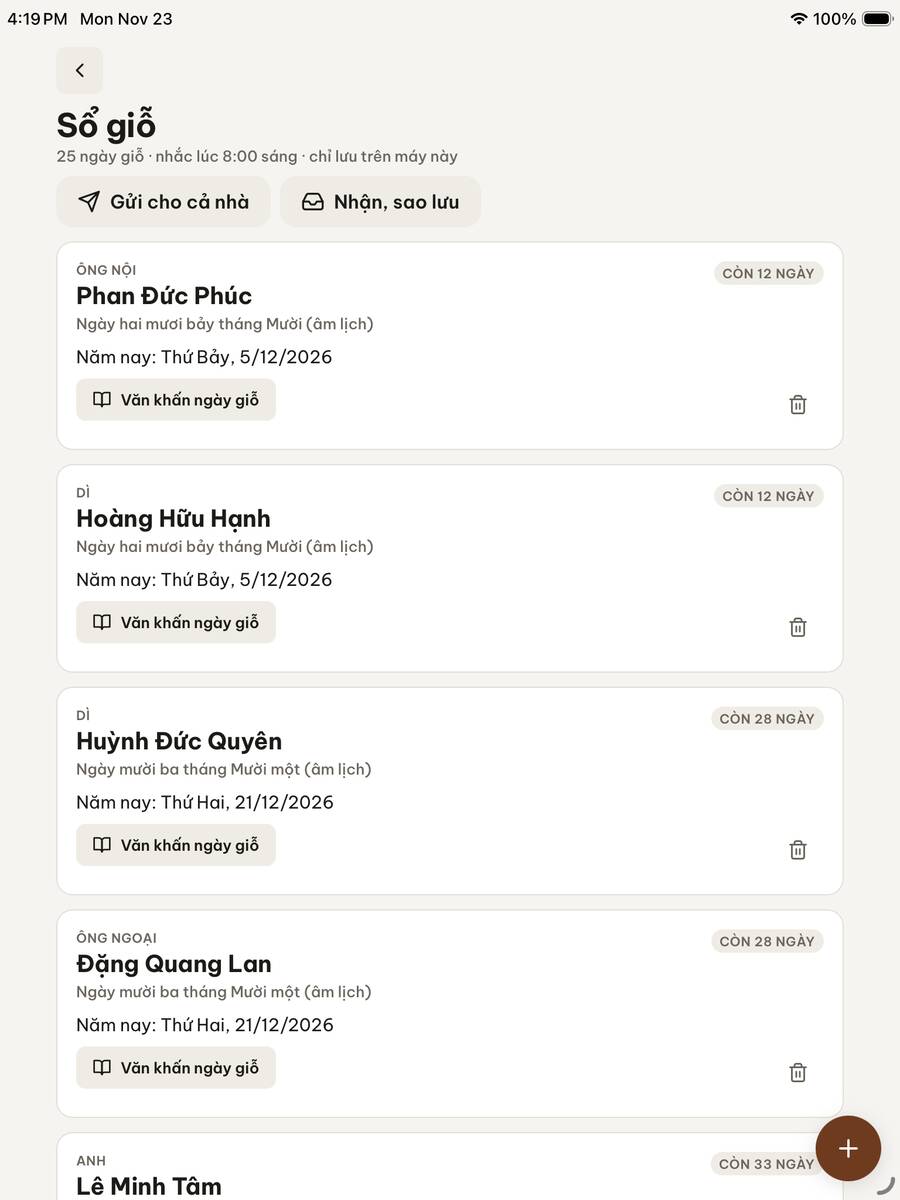 4:19 PM Mon Nov 23 100%
Sổ giỗ
25 ngày giỗ · nhắc lúc 8:00 sáng · chỉ lưu trên máy này
Gửi cho cả nhà Nhận, sao lưu
ÔNG NỘI CÒN 12 NGÀY
Phan Đức Phúc
Ngày hai mươi bảy tháng Mười (âm lịch)
Năm nay: Thứ Bảy, 5/12/2026
Văn khấn ngày giỗ
DÌ CÒN 12 NGÀY
Hoàng Hữu Hạnh
Ngày hai mươi bảy tháng Mười (âm lịch)
Năm nay: Thứ Bảy, 5/12/2026
Văn khấn ngày giỗ
DÌ CÒN 28 NGÀY
Huỳnh Đức Quyên
Ngày mười ba tháng Mười một (âm lịch)
Năm nay: Thứ Hai, 21/12/2026
Văn khấn ngày giỗ
ÔNG NGOẠI CÒN 28 NGÀY
Đặng Quang Lan
Ngày mười ba tháng Mười một (âm lịch)
Năm nay: Thứ Hai, 21/12/2026
Văn khấn ngày giỗ
ANH CÒN 33 NGÀY
Lê Minh Tâm